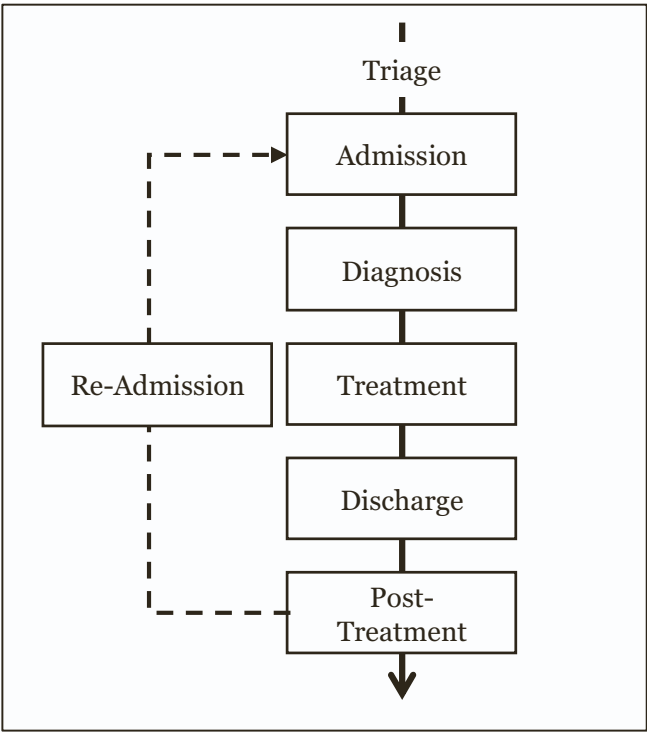 Triage
Admission
Diagnosis
Re-Admission
Treatment
Discharge
Post-
Treatment